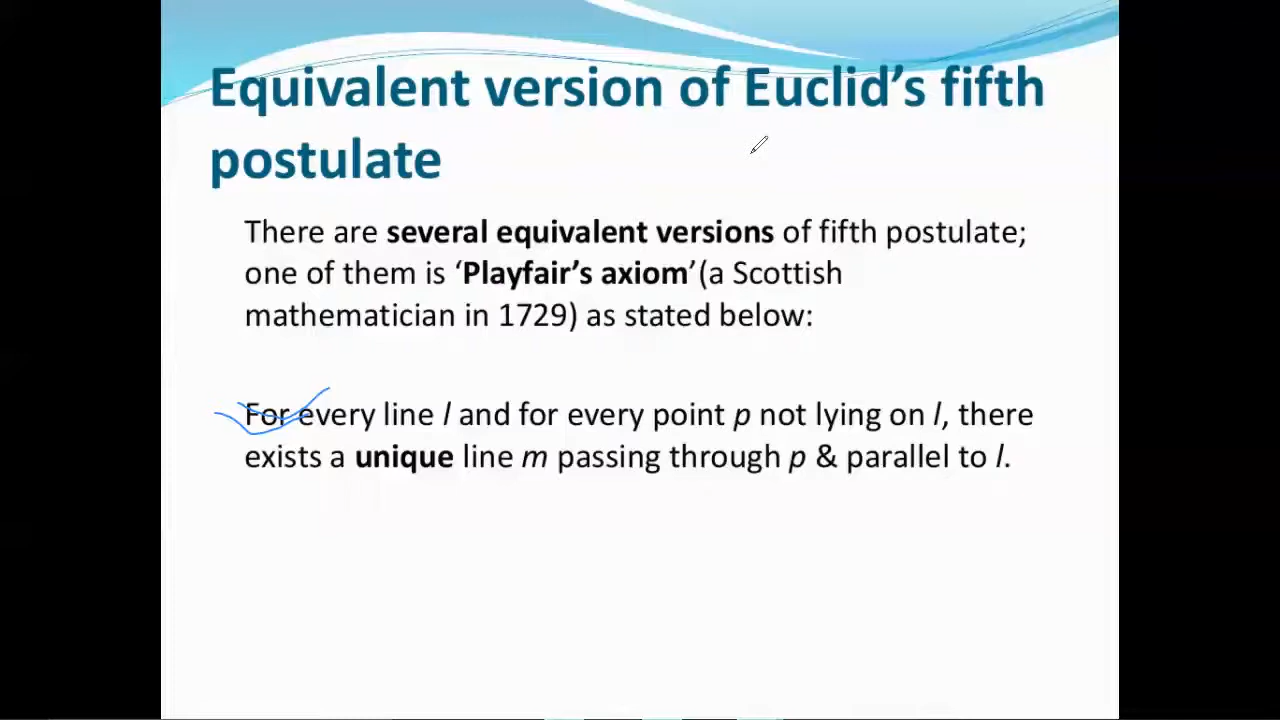 Equivalent version of Euclid’s fifth
postulate
There are several equivalent versions of fifth postulate;
one of them is ‘Playfair’s axiom’(a Scottish
mathematician in 1729) as stated below:
For every line l and for every point p not lying on l, there
exists a unique line m passing through p & parallel to l.